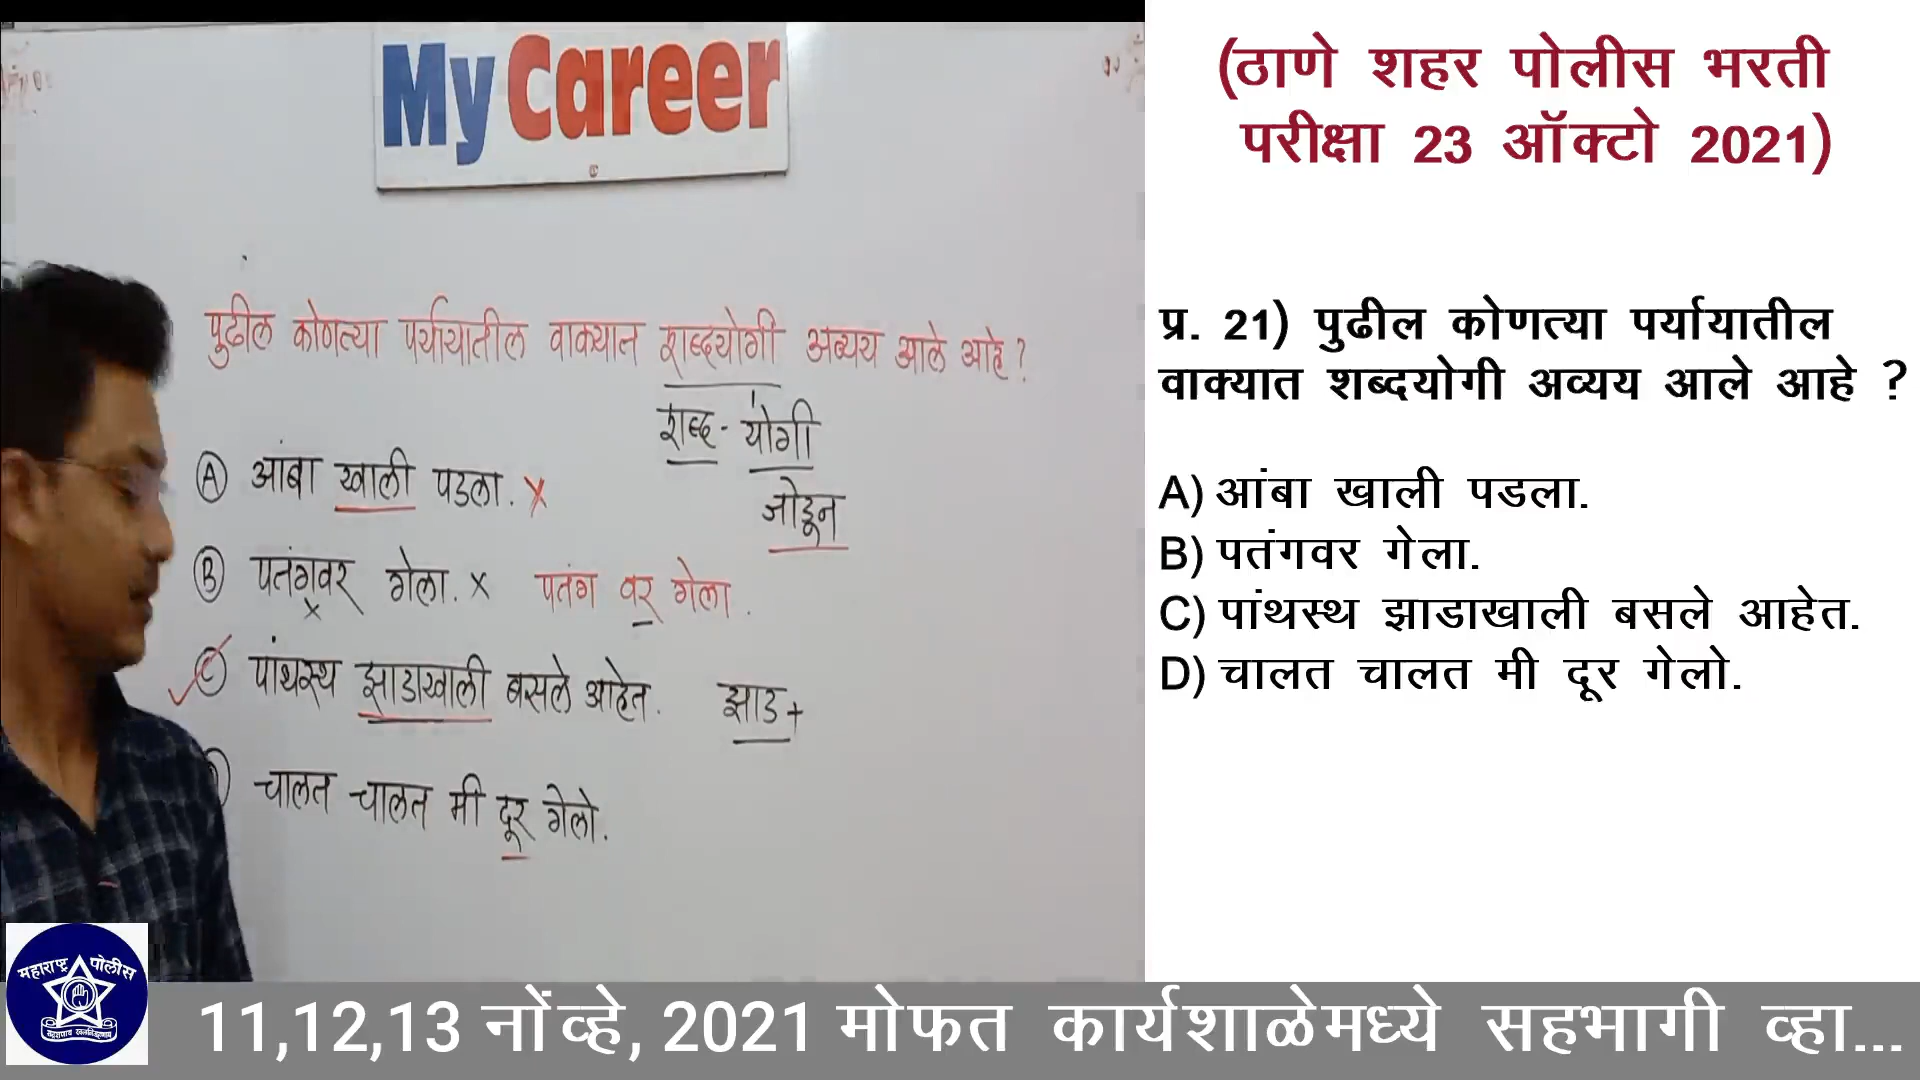 My Career
पुढील कोणत्या पर्यायातील वाक्यात शब्दयोगी अव्यय आले आहे ?
शब्द - योगी
जोडून
A आंबा खाली पडला. x
B पतंगवर गेला. x पतंग वर गेला.
C पांथस्थ झाडाखाली बसले आहेत. झाड +
चालत चालत मी दूर गेलो.
(ठाणे शहर पोलीस भरती
परीक्षा 23 ऑक्टो 2021)
प्र. 21) पुढील कोणत्या पर्यायातील
वाक्यात शब्दयोगी अव्यय आले आहे ?
A) आंबा खाली पडला.
B) पतंगवर गेला.
C) पांथस्थ झाडाखाली बसले आहेत.
D) चालत चालत मी दूर गेलो.
महाराष्ट्र पोलीस
11,12,13 नोंव्हे, 2021 मोफत कार्यशाळेमध्ये सहभागी व्हा...